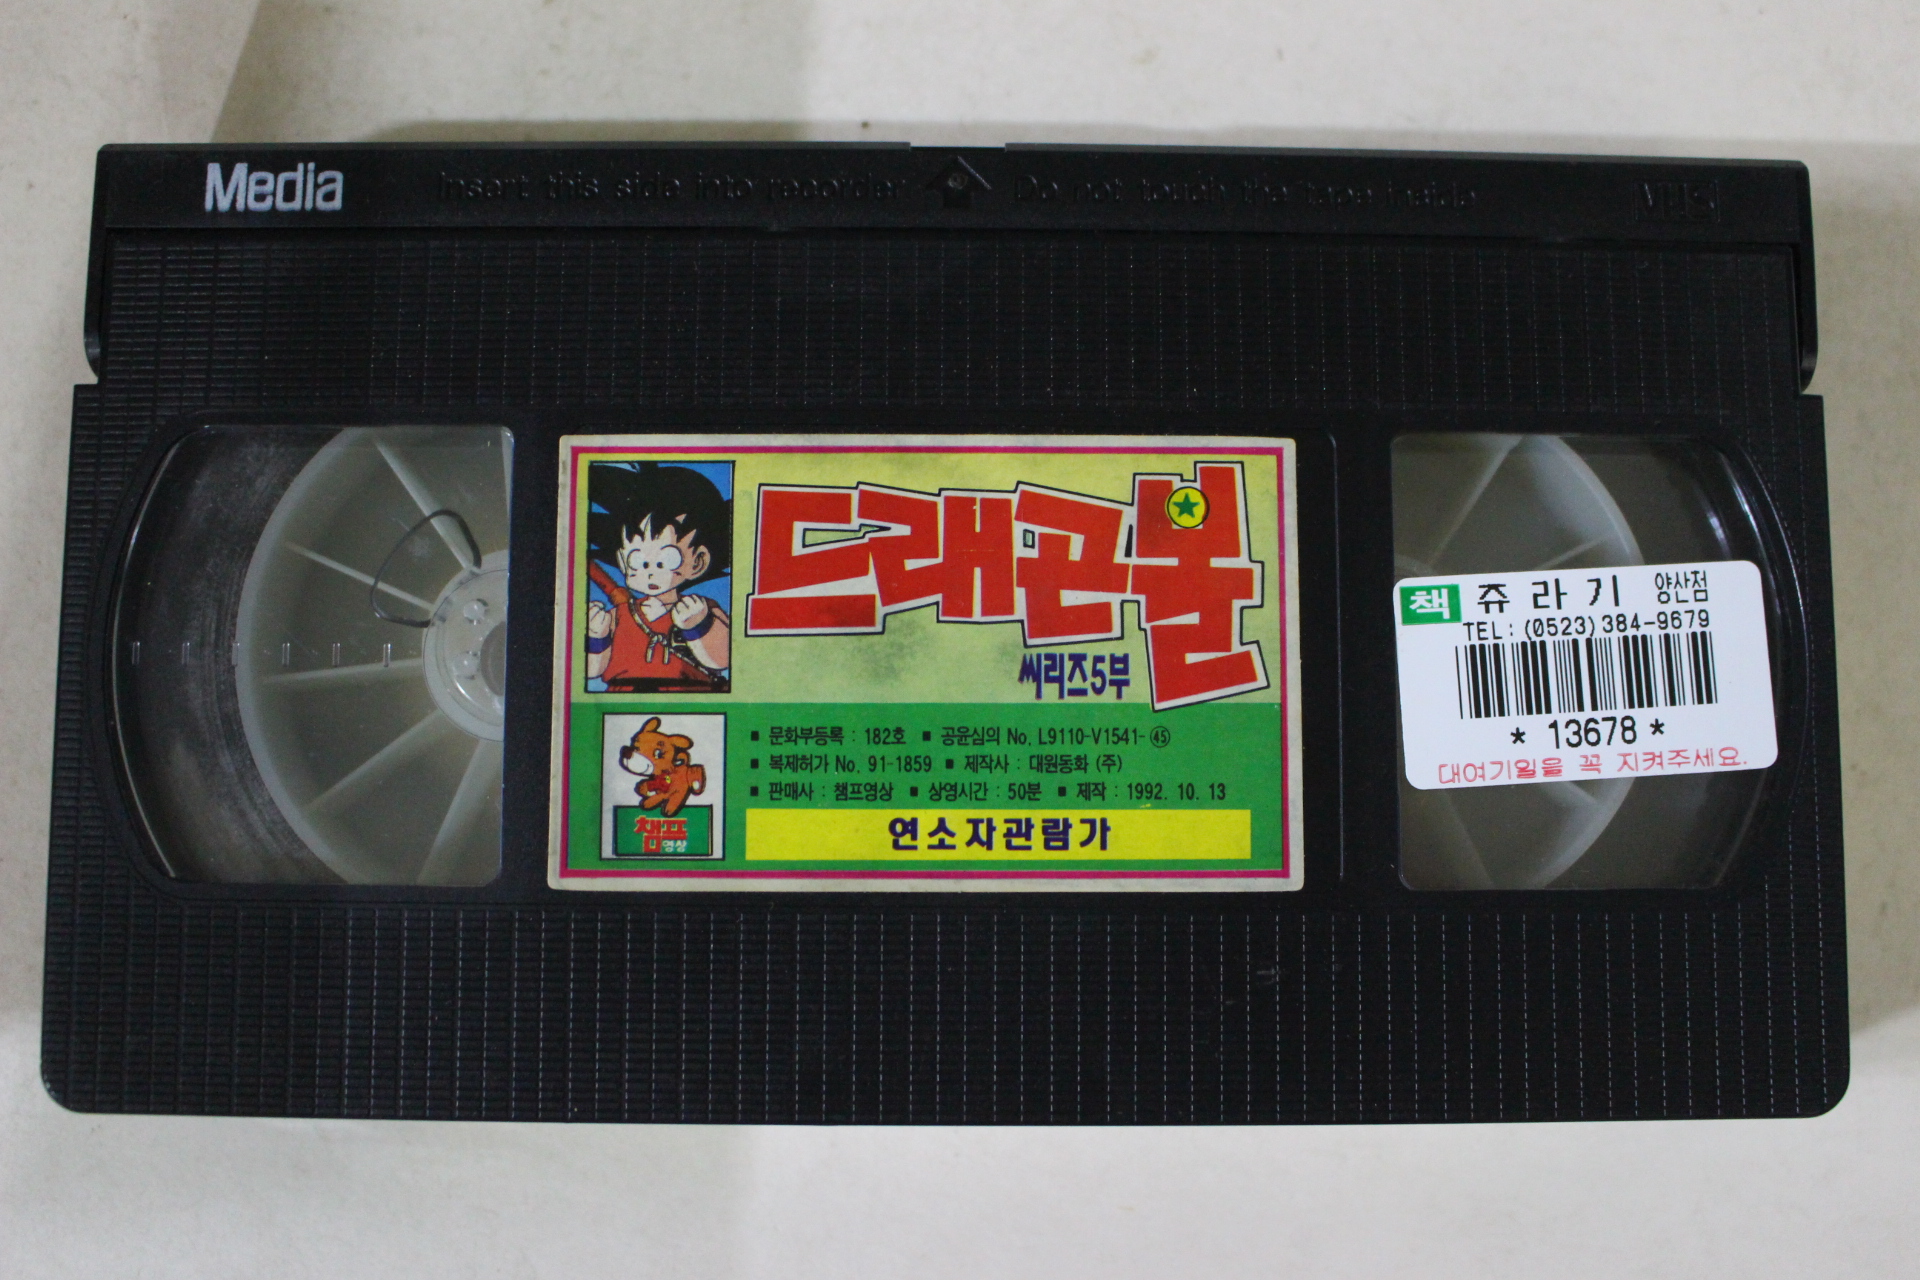 Media
Insert this side into recorder Do not touch the tape inside
VHS
드래곤볼
씨리즈5부
■ 문화부등록 : 182호 ■ 공윤심의 No. L9110-V1541-㊺
■ 복제허가 No. 91-1859 ■ 제작사 : 대원동화 (주)
■ 판매사 : 챔프영상 ■ 상영시간 : 50분 ■ 제작 : 1992. 10. 13
챔프
영상
연소자관람가
책 쥬라기 양산점
TEL:(0523)384-9679
* 13678 *
대여기일을 꼭 지켜주세요.